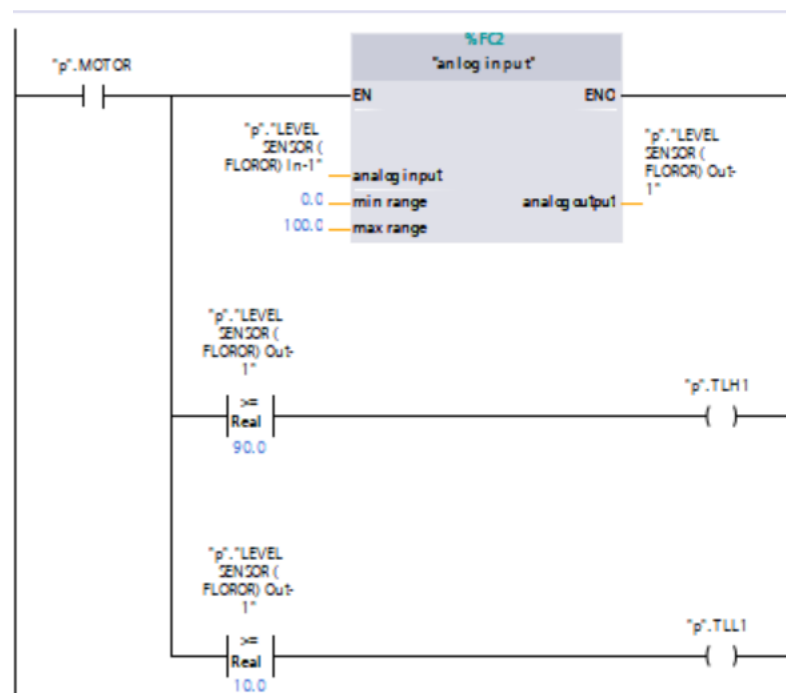 %FC2
"p".MOTOR
"anlog input"
EN
ENO
"p"."LEVEL
SENSOR (
FLOROR) In-1"
analog input
"p"."LEVEL
SENSOR (
FLOROR) Out-
1"
0.0
min range
analog output
100.0
max range
"p"."LEVEL
SENSOR (
FLOROR) Out-
1"
"p".TLH1
>=
Real
90.0
"p"."LEVEL
SENSOR (
FLOROR) Out-
1"
"p".TLL1
>=
Real
10.0